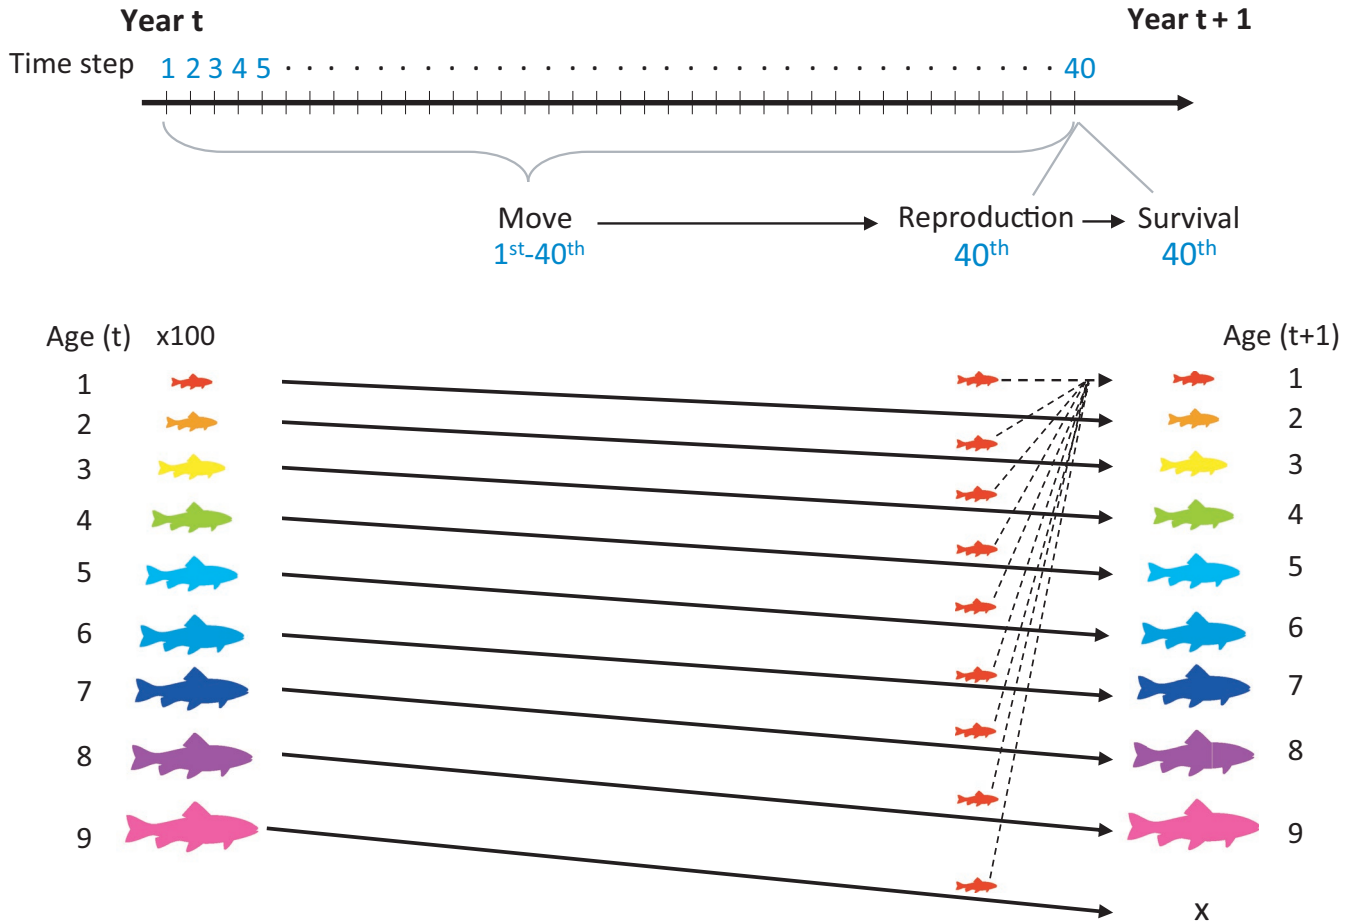 Year t
Year t + 1
Time step 1 2 3 4 5 40
Move
1st-40th
Reproduction
40th
Survival
40th
Age (t) x100
Age (t+1)
1
1
2
2
3
3
4
4
5
5
6
6
7
7
8
8
9
9
x